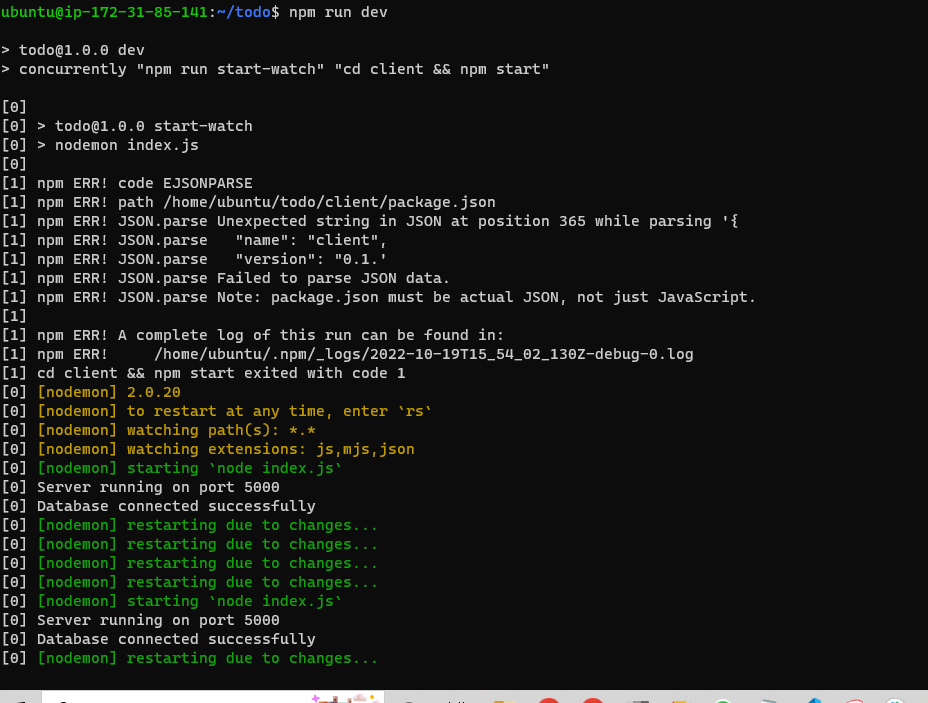 ubuntu@ip-172-31-85-141:~/todo$ npm run dev
> todo@1.0.0 dev
> concurrently "npm run start-watch" "cd client && npm start"
[0]
[0] > todo@1.0.0 start-watch
[0] > nodemon index.js
[0]
[1] npm ERR! code EJSONPARSE
[1] npm ERR! path /home/ubuntu/todo/client/package.json
[1] npm ERR! JSON.parse Unexpected string in JSON at position 365 while parsing '{
[1] npm ERR! JSON.parse   "name": "client",
[1] npm ERR! JSON.parse   "version": "0.1.'
[1] npm ERR! JSON.parse Failed to parse JSON data.
[1] npm ERR! JSON.parse Note: package.json must be actual JSON, not just JavaScript.
[1]
[1] npm ERR! A complete log of this run can be found in:
[1] npm ERR!     /home/ubuntu/.npm/_logs/2022-10-19T15_54_02_130Z-debug-0.log
[1] cd client && npm start exited with code 1
[0] [nodemon] 2.0.20
[0] [nodemon] to restart at any time, enter `rs`
[0] [nodemon] watching path(s): *.*
[0] [nodemon] watching extensions: js,mjs,json
[0] [nodemon] starting `node index.js`
[0] Server running on port 5000
[0] Database connected successfully
[0] [nodemon] restarting due to changes...
[0] [nodemon] restarting due to changes...
[0] [nodemon] restarting due to changes...
[0] [nodemon] restarting due to changes...
[0] [nodemon] starting `node index.js`
[0] Server running on port 5000
[0] Database connected successfully
[0] [nodemon] restarting due to changes...